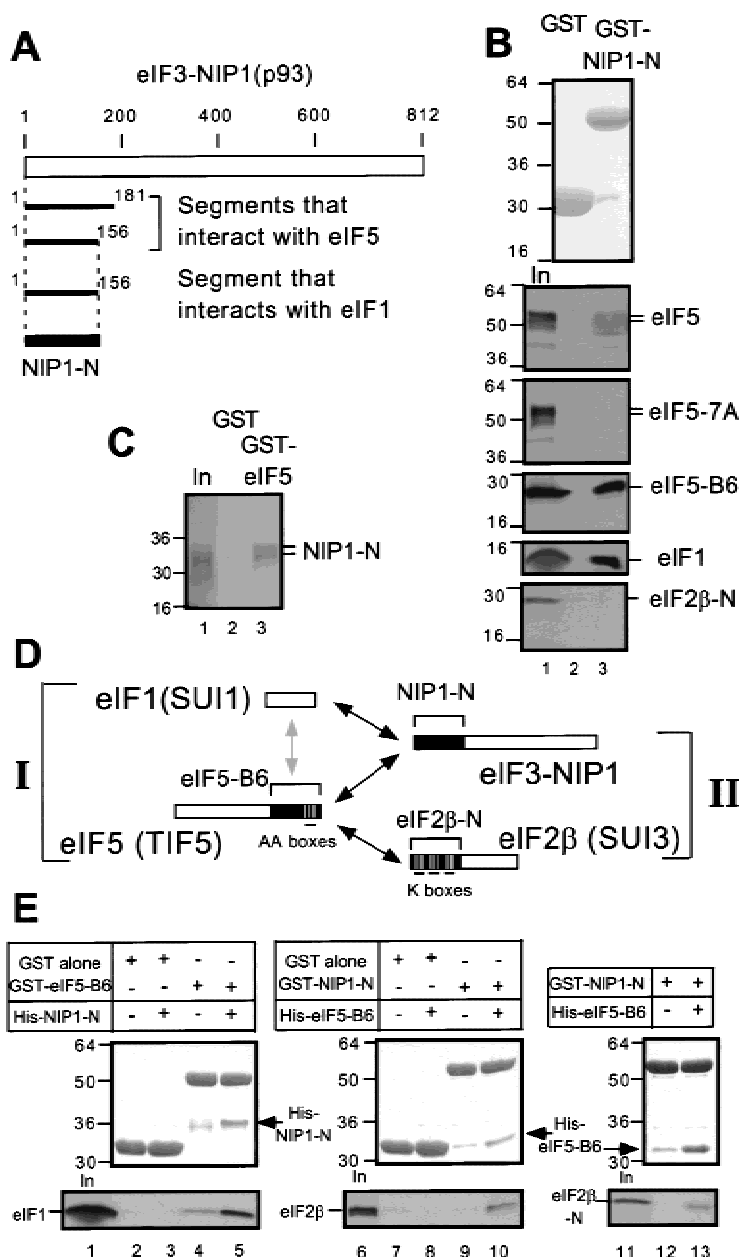 A
eIF3-NIP1(p93)
1 200 400 600 812
1 181
1 156
Segments that
interact with eIF5
1 156
Segment that
interacts with eIF1
NIP1-N
B
GST GST-
NIP1-N
64
50
36
30
16
In
64
50
36
eIF5
64
50
36
eIF5-7A
30
16
eIF5-B6
16
eIF1
30
16
eIF2β-N
1 2 3
C
GST
GST-
In eIF5
36
30
16
NIP1-N
1 2 3
D
I
eIF1(SUI1)
eIF5-B6
eIF5 (TIF5)
AA boxes
NIP1-N
eIF3-NIP1
eIF2β-N
eIF2β (SUI3)
K boxes
II
E
GST alone + + - -
GST-eIF5-B6 - - + +
His-NIP1-N - + - +
64
50
36
30
His-
NIP1-N
In
eIF1
1 2 3 4 5
GST alone + + - -
GST-NIP1-N - - + +
His-eIF5-B6 - + - +
64
50
36
30
In
eIF2β
6 7 8 9 10
GST-NIP1-N + +
His-eIF5-B6 - +
64
50
36
30
His-
eIF5-B6
In
eIF2β
-N
11 12 13